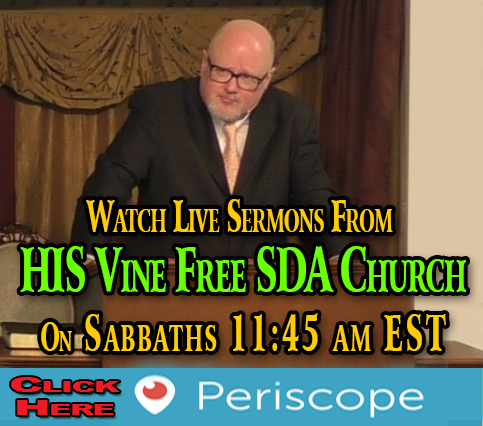 Watch Live Sermons From
HIS Vine Free SDA Church
On Sabbaths 11:45 am EST
Click Here
Periscope